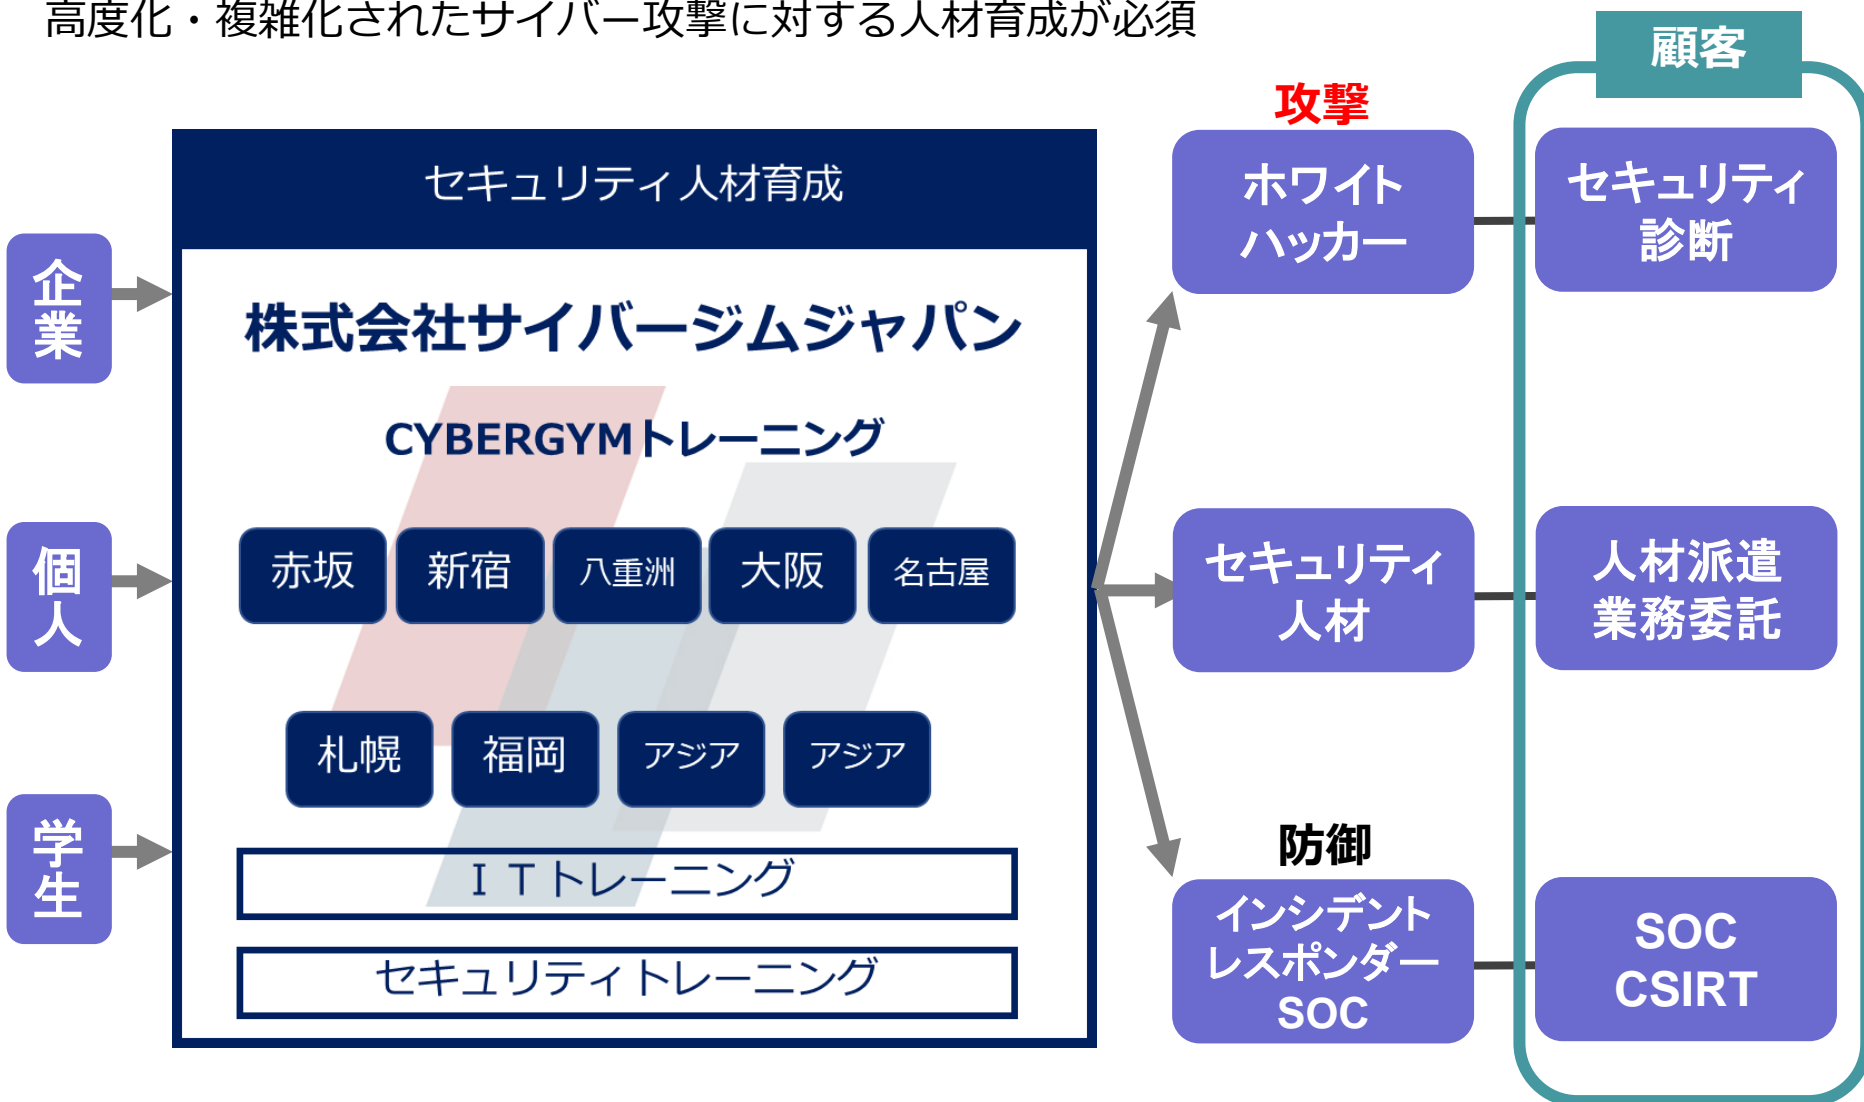 高度化・複雑化されたサイバー攻撃に対する人材育成が必須
顧客
攻撃
セキュリティ人材育成
ホワイト
ハッカー
セキュリティ
診断
企
業
株式会社サイバージムジャパン
CYBERGYMトレーニング
個
人
赤坂
新宿
八重洲
大阪
名古屋
セキュリティ
人材
人材派遣
業務委託
札幌
福岡
アジア
アジア
学
生
防御
ＩＴトレーニング
セキュリティトレーニング
インシデント
レスポンダー
SOC
SOC
CSIRT